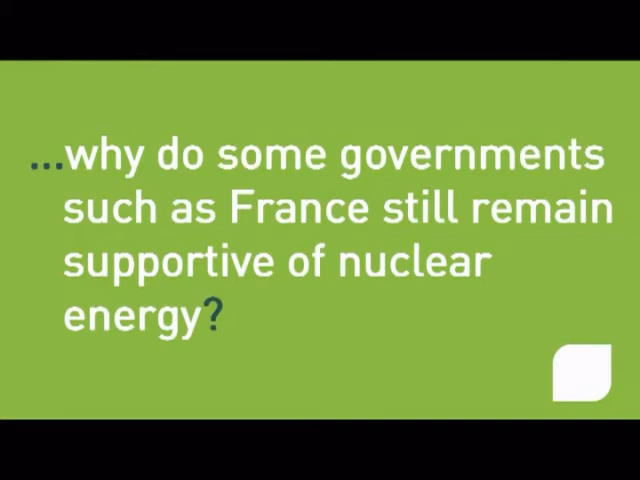 ...why do some governments
such as France still remain
supportive of nuclear
energy?